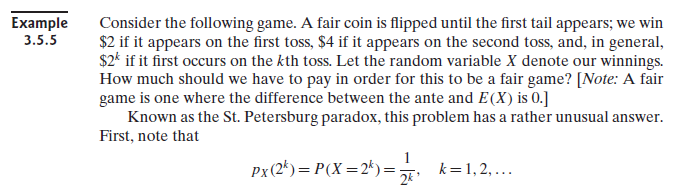 Example Consider the following game. A fair coin is flipped until the first tail appears; we win
3.5.5 $2 if it appears on the first toss, $4 if it appears on the second toss, and, in general,
$2^k if it first occurs on the kth toss. Let the random variable X denote our winnings.
How much should we have to pay in order for this to be a fair game? [Note: A fair
game is one where the difference between the ante and E(X) is 0.]
Known as the St. Petersburg paradox, this problem has a rather unusual answer.
First, note that
p_X(2^k) = P(X = 2^k) = 1/2^k, k = 1, 2, ...